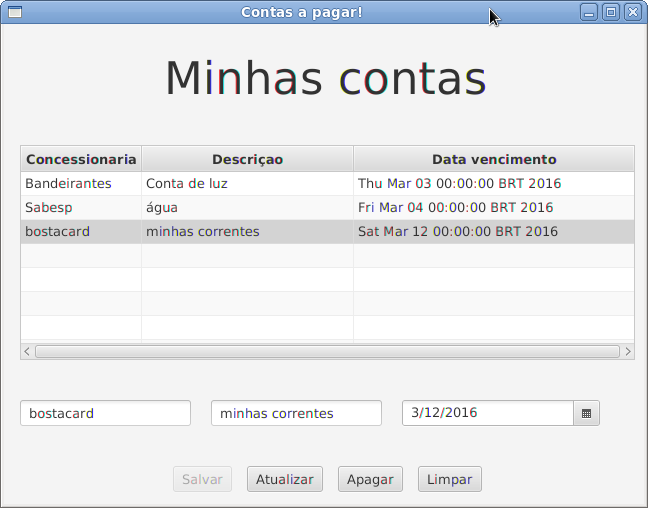 Contas a pagar!
Minhas contas
Concessionaria Descriçao Data vencimento
Bandeirantes Conta de luz Thu Mar 03 00:00:00 BRT 2016
Sabesp água Fri Mar 04 00:00:00 BRT 2016
bostacard minhas correntes Sat Mar 12 00:00:00 BRT 2016
bostacard minhas correntes 3/12/2016
Salvar Atualizar Apagar Limpar